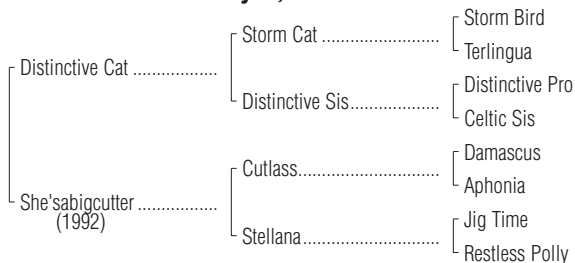 Storm Bird
Storm Cat ........................
Terlingua
Distinctive Cat .................
Distinctive Pro
Distinctive Sis..................
Celtic Sis
Damascus
Cutlass.............................
Aphonia
She'sabigcutter ................
(1992)
Jig Time
Stellana............................
Restless Polly